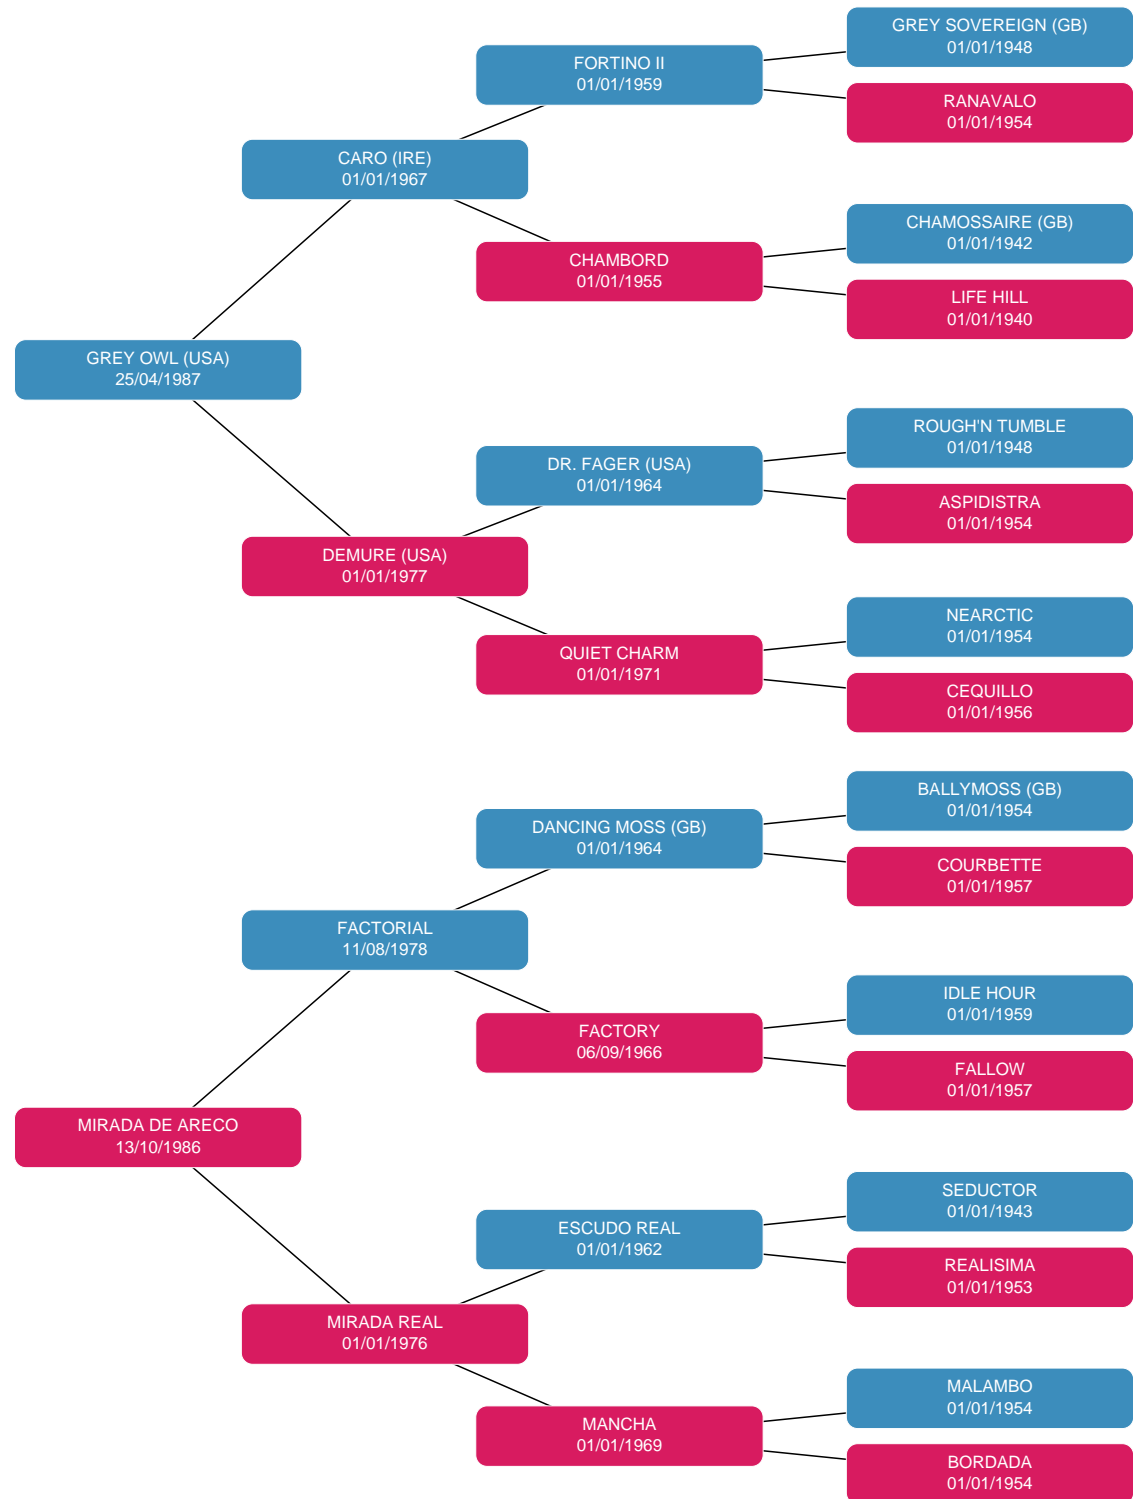 GREY SOVEREIGN (GB)
01/01/1948
FORTINO II
01/01/1959
RANAVALO
01/01/1954
CARO (IRE)
01/01/1967
CHAMOSSAIRE (GB)
01/01/1942
CHAMBORD
01/01/1955
LIFE HILL
01/01/1940
GREY OWL (USA)
25/04/1987
ROUGH'N TUMBLE
01/01/1948
DR. FAGER (USA)
01/01/1964
ASPIDISTRA
01/01/1954
DEMURE (USA)
01/01/1977
NEARCTIC
01/01/1954
QUIET CHARM
01/01/1971
CEQUILLO
01/01/1956
BALLYMOSS (GB)
01/01/1954
DANCING MOSS (GB)
01/01/1964
COURBETTE
01/01/1957
FACTORIAL
11/08/1978
IDLE HOUR
01/01/1959
FACTORY
06/09/1966
FALLOW
01/01/1957
MIRADA DE ARECO
13/10/1986
SEDUCTOR
01/01/1943
ESCUDO REAL
01/01/1962
REALISIMA
01/01/1953
MIRADA REAL
01/01/1976
MALAMBO
01/01/1954
MANCHA
01/01/1969
BORDADA
01/01/1954